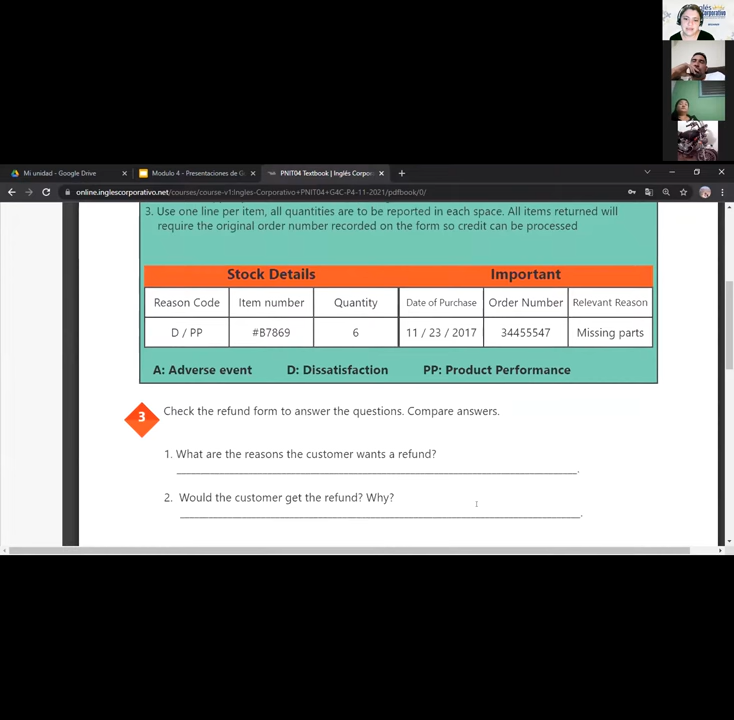 Mi unidad - Google Drive
Modulo 4 - Presentaciones de G
PNIT04 Textbook | Inglés Corpor
online.inglescorporativo.net/courses/course-v1:Ingles-Corporativo+PNIT04+G4C-P4-11-2021/pdfbook/0/
3. Use one line per item, all quantities are to be reported in each space. All items returned will
require the original order number recorded on the form so credit can be processed
Stock Details Important
Reason Code Item number Quantity Date of Purchase Order Number Relevant Reason
D / PP #B7869 6 11 / 23 / 2017 34455547 Missing parts
A: Adverse event D: Dissatisfaction PP: Product Performance
3 Check the refund form to answer the questions. Compare answers.
1. What are the reasons the customer wants a refund?
2. Would the customer get the refund? Why?